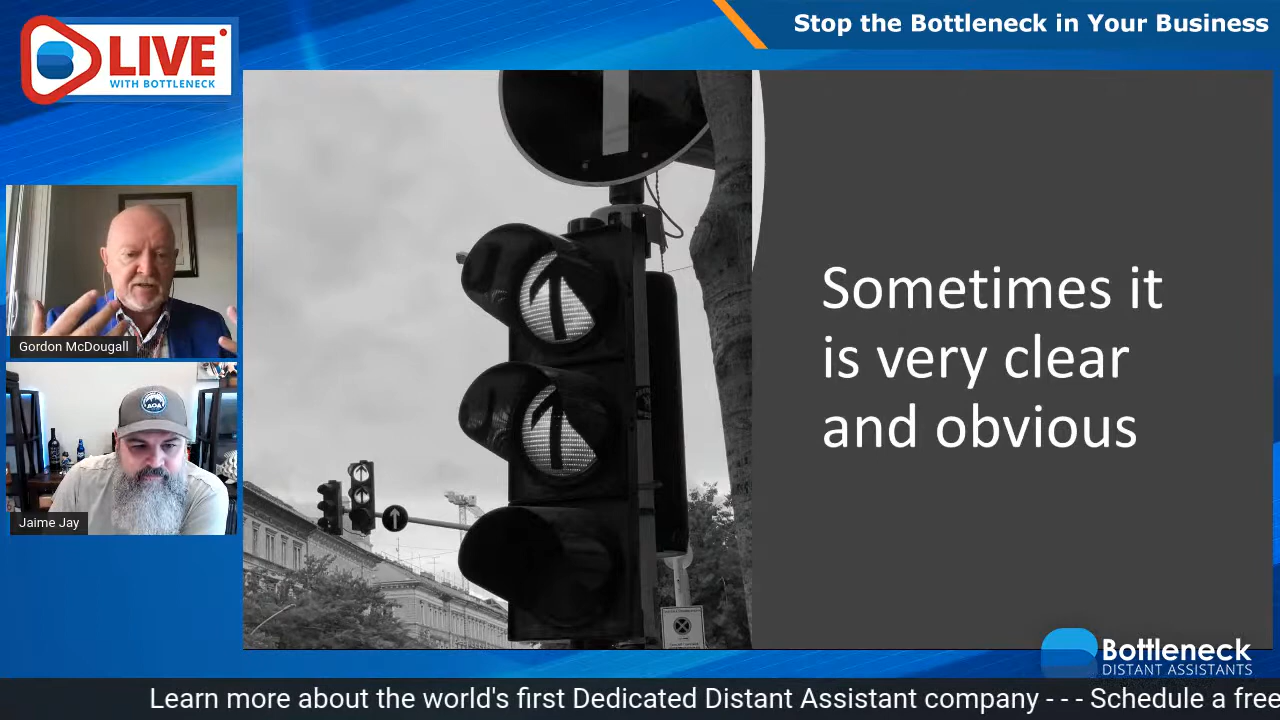 Stop the Bottleneck in Your Business
LIVE
WITH BOTTLENECK
Gordon McDougall
Jaime Jay
Sometimes it
is very clear
and obvious
Bottleneck
DISTANT ASSISTANTS
Learn more about the world's first Dedicated Distant Assistant company - - - Schedule a free